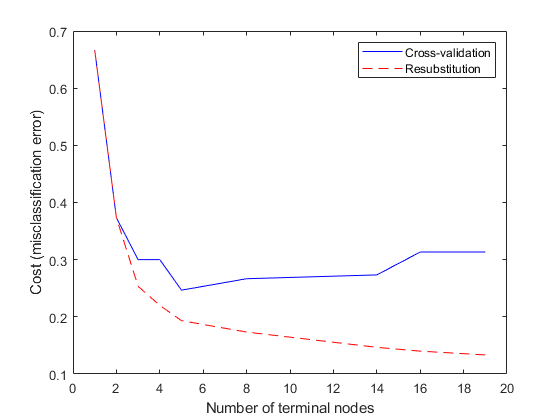 0.7
0.6
0.5
0.4
0.3
0.2
0.1
0 2 4 6 8 10 12 14 16 18 20
Cost (misclassification error)
Number of terminal nodes
Cross-validation
Resubstitution